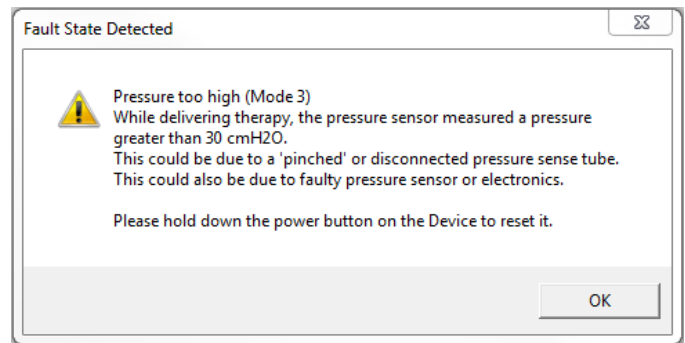 Fault State Detected
Pressure too high (Mode 3)
While delivering therapy, the pressure sensor measured a pressure
greater than 30 cmH2O.
This could be due to a 'pinched' or disconnected pressure sense tube.
This could also be due to faulty pressure sensor or electronics.
Please hold down the power button on the Device to reset it.
OK